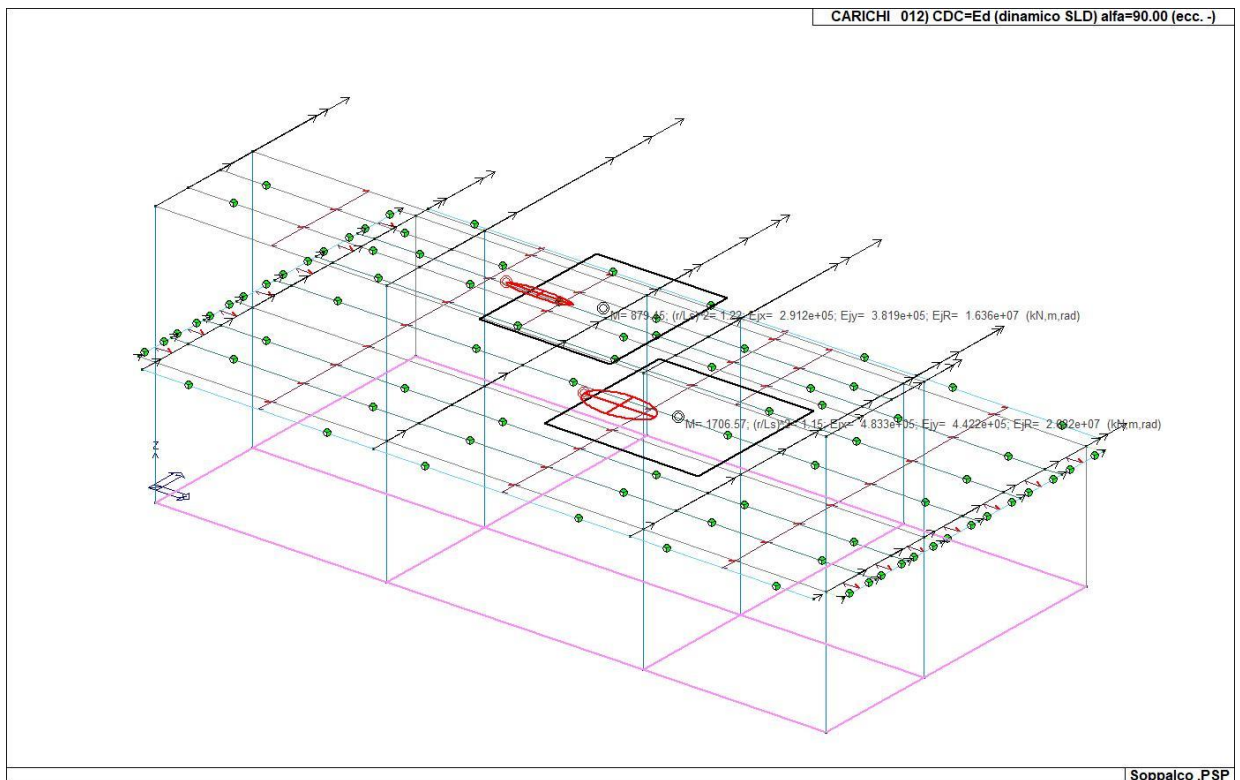 CARICHI 012) CDC=Ed (dinamico SLD) alfa=90.00 (ecc. -)
M= 879.15; (r/Ls)^2= 1.22; Ejx= 2.912e+05; Ejy= 3.819e+05; EjR= 1.636e+07 (kN,m,rad)
M= 1706.57; (r/Ls)^2= 1.15; Ejx= 4.833e+05; Ejy= 4.422e+05; EjR= (kN,m,rad)
Z
Soppalco .PSP